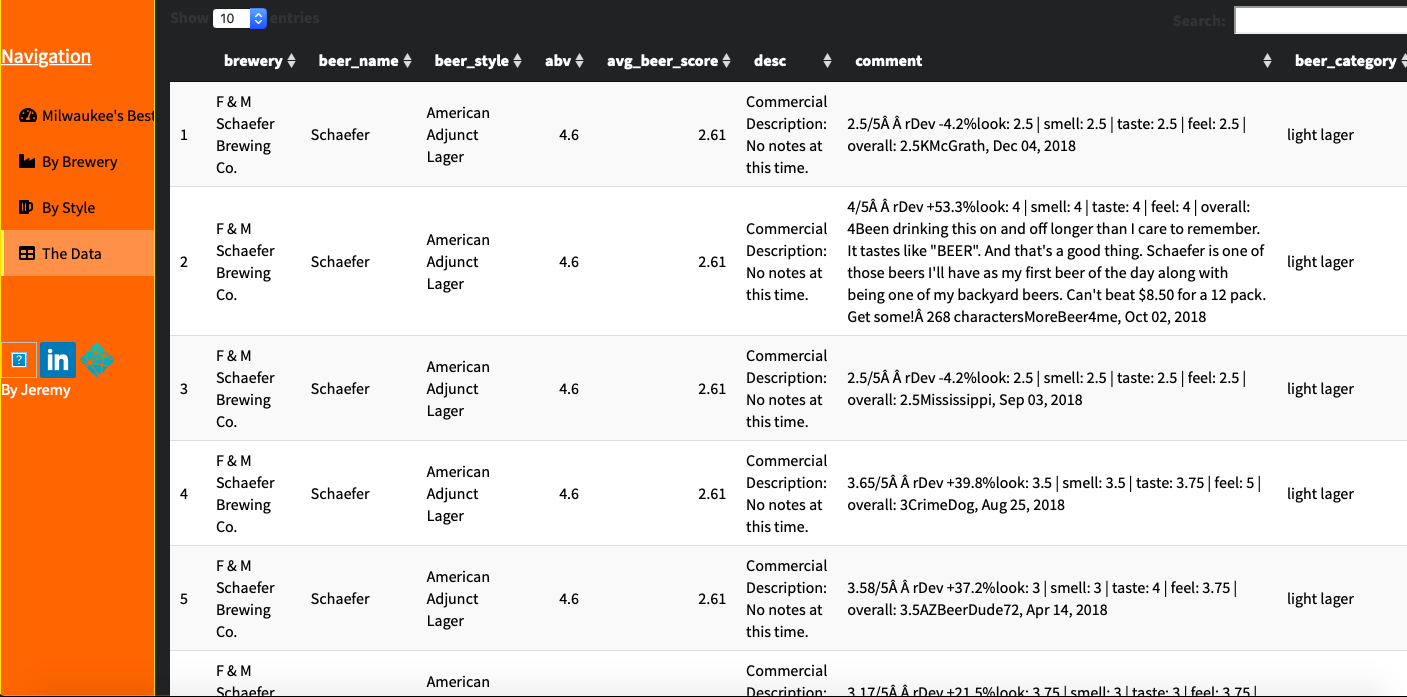 Show 10 entries
Search:
Navigation
Milwaukee's Best
By Brewery
By Style
The Data
in
By Jeremy
brewery beer_name beer_style abv avg_beer_score desc comment beer_category
1
F & M
Schaefer
Brewing
Co.
Schaefer
American
Adjunct
Lager
4.6
2.61
Commercial
Description:
No notes at
this time.
2.5/5Â Â rDev -4.2%look: 2.5 | smell: 2.5 | taste: 2.5 | feel: 2.5 |
overall: 2.5KMcGrath, Dec 04, 2018
light lager
2
F & M
Schaefer
Brewing
Co.
Schaefer
American
Adjunct
Lager
4.6
2.61
Commercial
Description:
No notes at
this time.
4/5Â Â rDev +53.3%look: 4 | smell: 4 | taste: 4 | feel: 4 | overall:
4Been drinking this on and off longer than I care to remember.
It tastes like "BEER". And that's a good thing. Schaefer is one of
those beers I'll have as my first beer of the day along with
being one of my backyard beers. Can't beat $8.50 for a 12 pack.
Get some!Â 268 charactersMoreBeer4me, Oct 02, 2018
light lager
3
F & M
Schaefer
Brewing
Co.
Schaefer
American
Adjunct
Lager
4.6
2.61
Commercial
Description:
No notes at
this time.
2.5/5Â Â rDev -4.2%look: 2.5 | smell: 2.5 | taste: 2.5 | feel: 2.5 |
overall: 2.5Mississippi, Sep 03, 2018
light lager
4
F & M
Schaefer
Brewing
Co.
Schaefer
American
Adjunct
Lager
4.6
2.61
Commercial
Description:
No notes at
this time.
3.65/5Â Â rDev +39.8%look: 3.5 | smell: 3.5 | taste: 3.75 | feel: 5 |
overall: 3CrimeDog, Aug 25, 2018
light lager
5
F & M
Schaefer
Brewing
Co.
Schaefer
American
Adjunct
Lager
4.6
2.61
Commercial
Description:
No notes at
this time.
3.58/5Â Â rDev +37.2%look: 3 | smell: 3 | taste: 4 | feel: 3.75 |
overall: 3.5AZBeerDude72, Apr 14, 2018
light lager
F & M
Schaefer
American
Commercial
Description:
3.17/5Â Â rDev +21.5%look: 3.75 | smell: 3 | taste: 3 | feel: 3.75 |